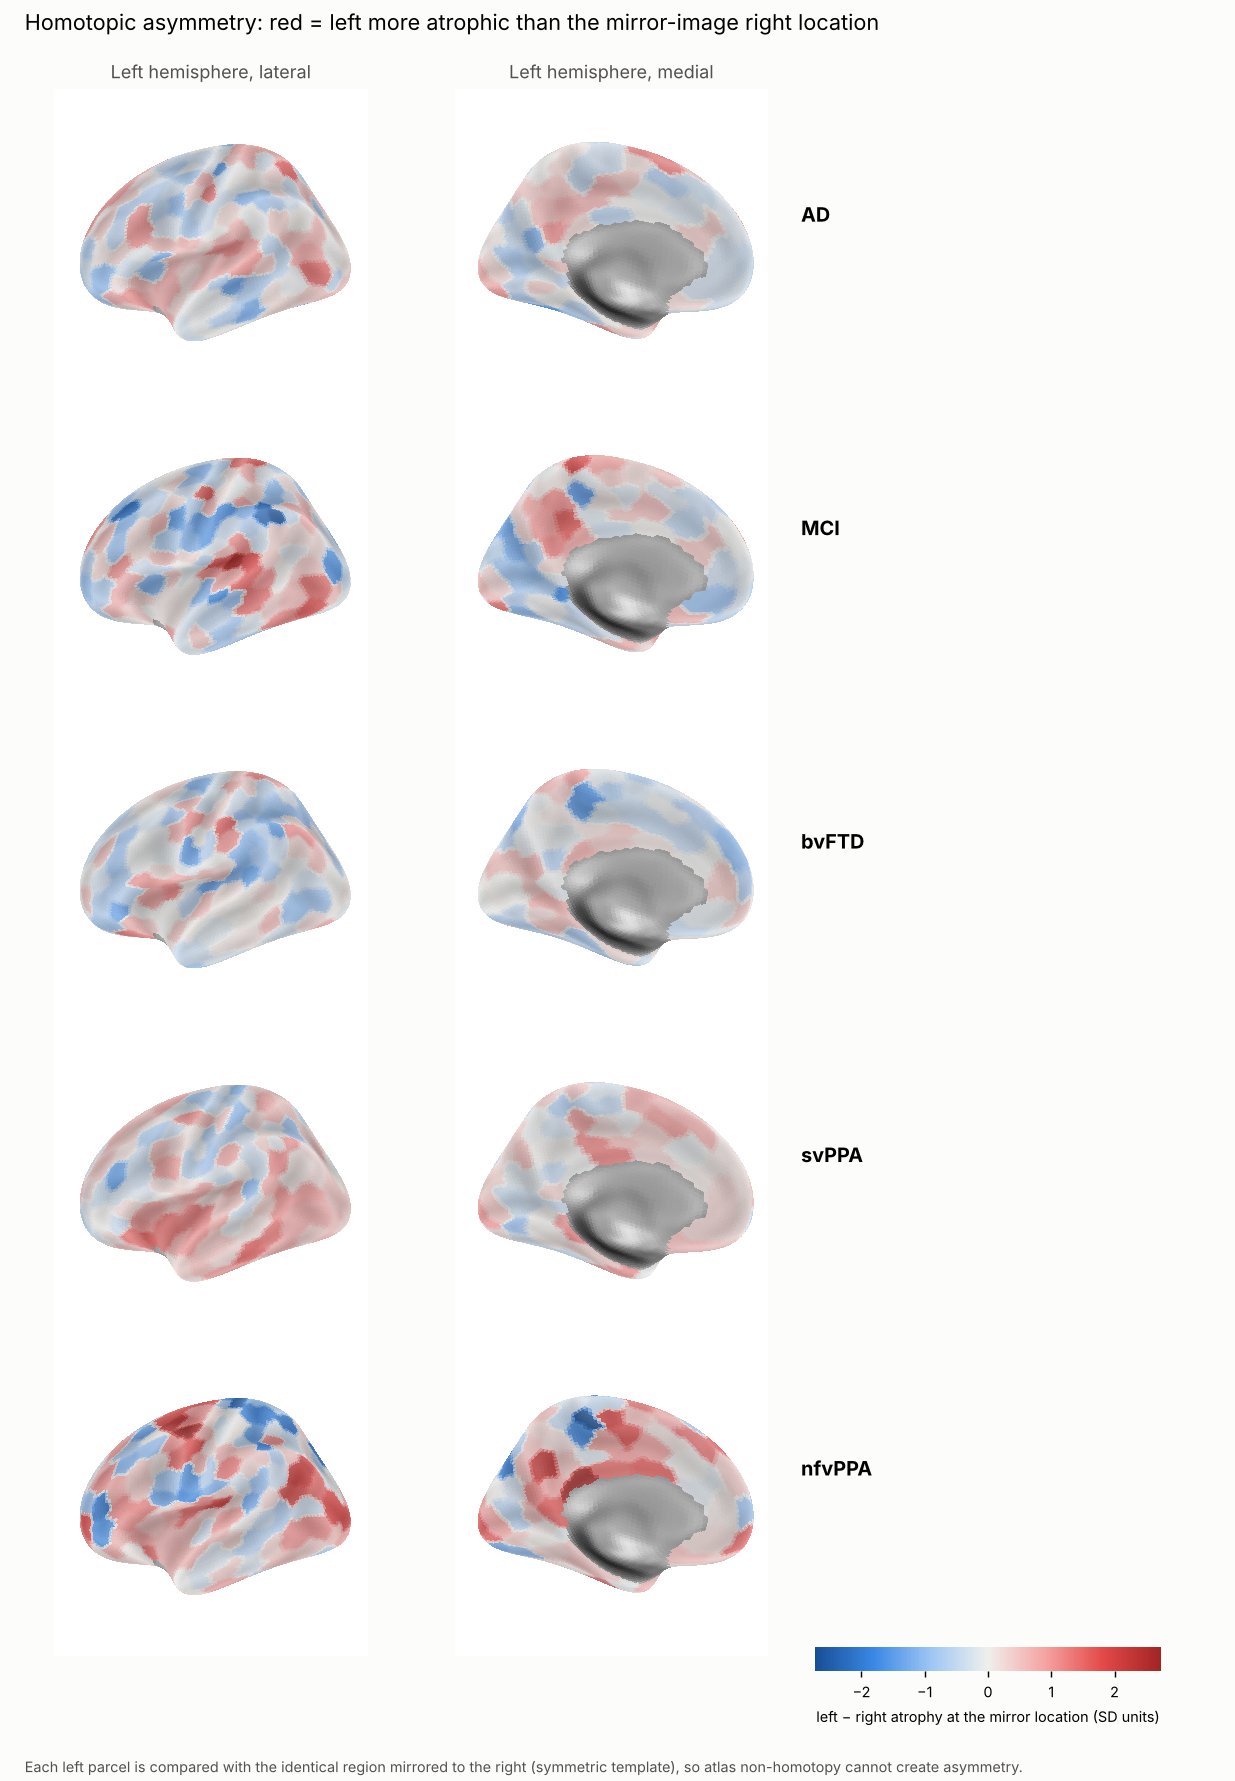 Homotopic asymmetry: red = left more atrophic than the mirror-image right location
Left hemisphere, lateral
Left hemisphere, medial
AD
MCI
bvFTD
svPPA
nfvPPA
−2 −1 0 1 2
left − right atrophy at the mirror location (SD units)
Each left parcel is compared with the identical region mirrored to the right (symmetric template), so atlas non-homotopy cannot create asymmetry.